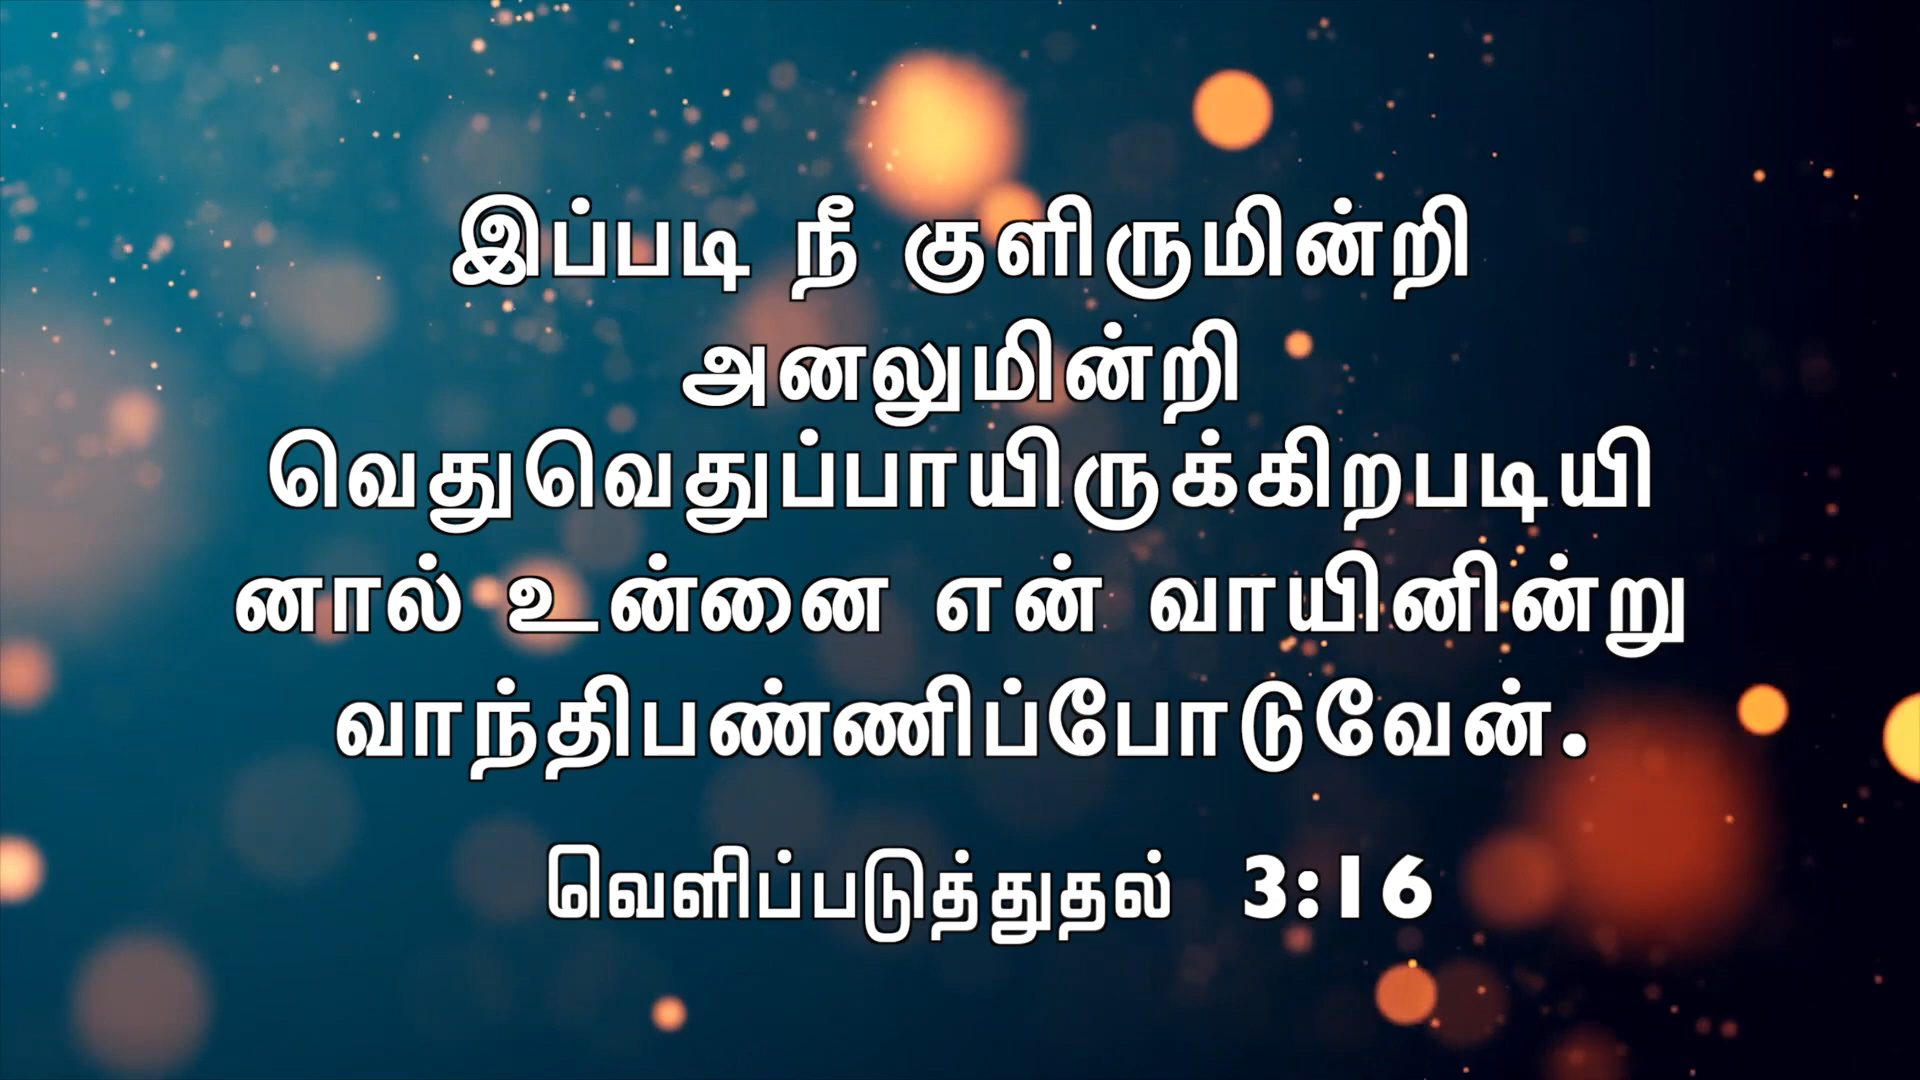 இப்படி நீ குளிருமின்றி
அனலுமின்றி
வெதுவெதுப்பாயிருக்கிறபடியி
னால் உன்னை என் வாயினின்று
வாந்திபண்ணிப்போடுவேன்.
வெளிப்படுத்துதல் 3:16